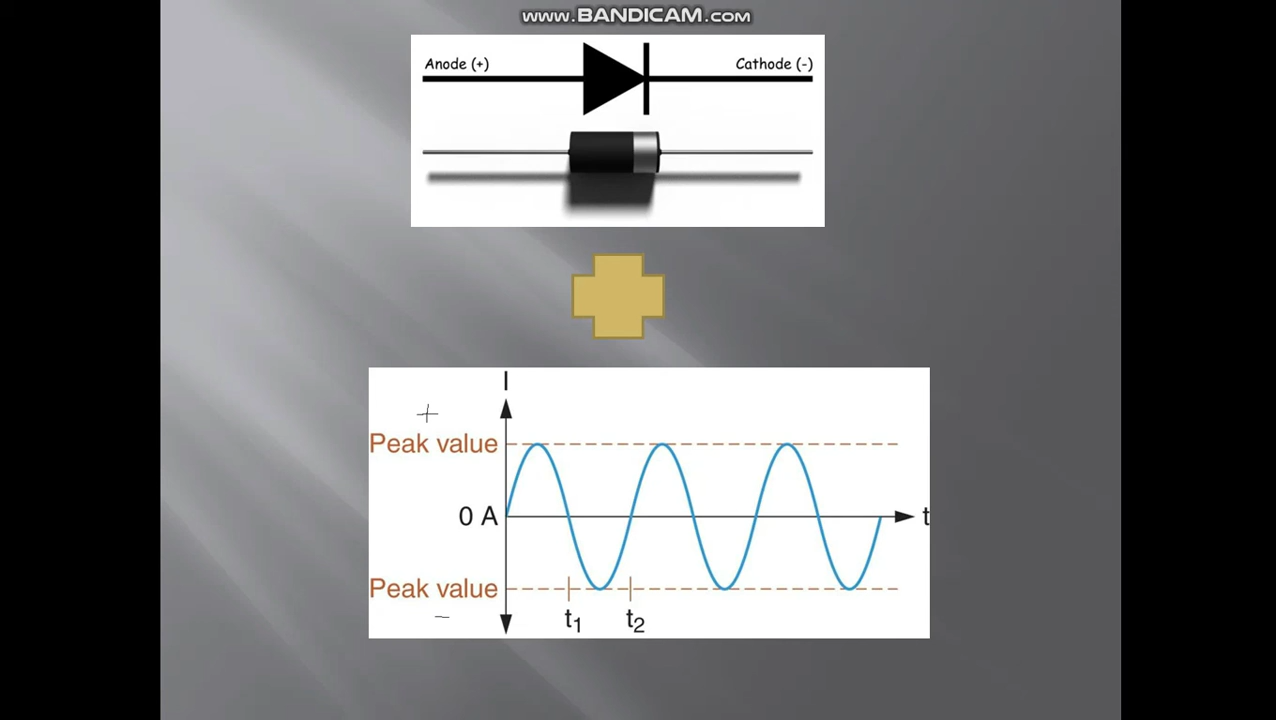 www.BANDICAM.com
Anode (+) Cathode (-)
I
+
Peak value
0 A t
Peak value
t1 t2
–